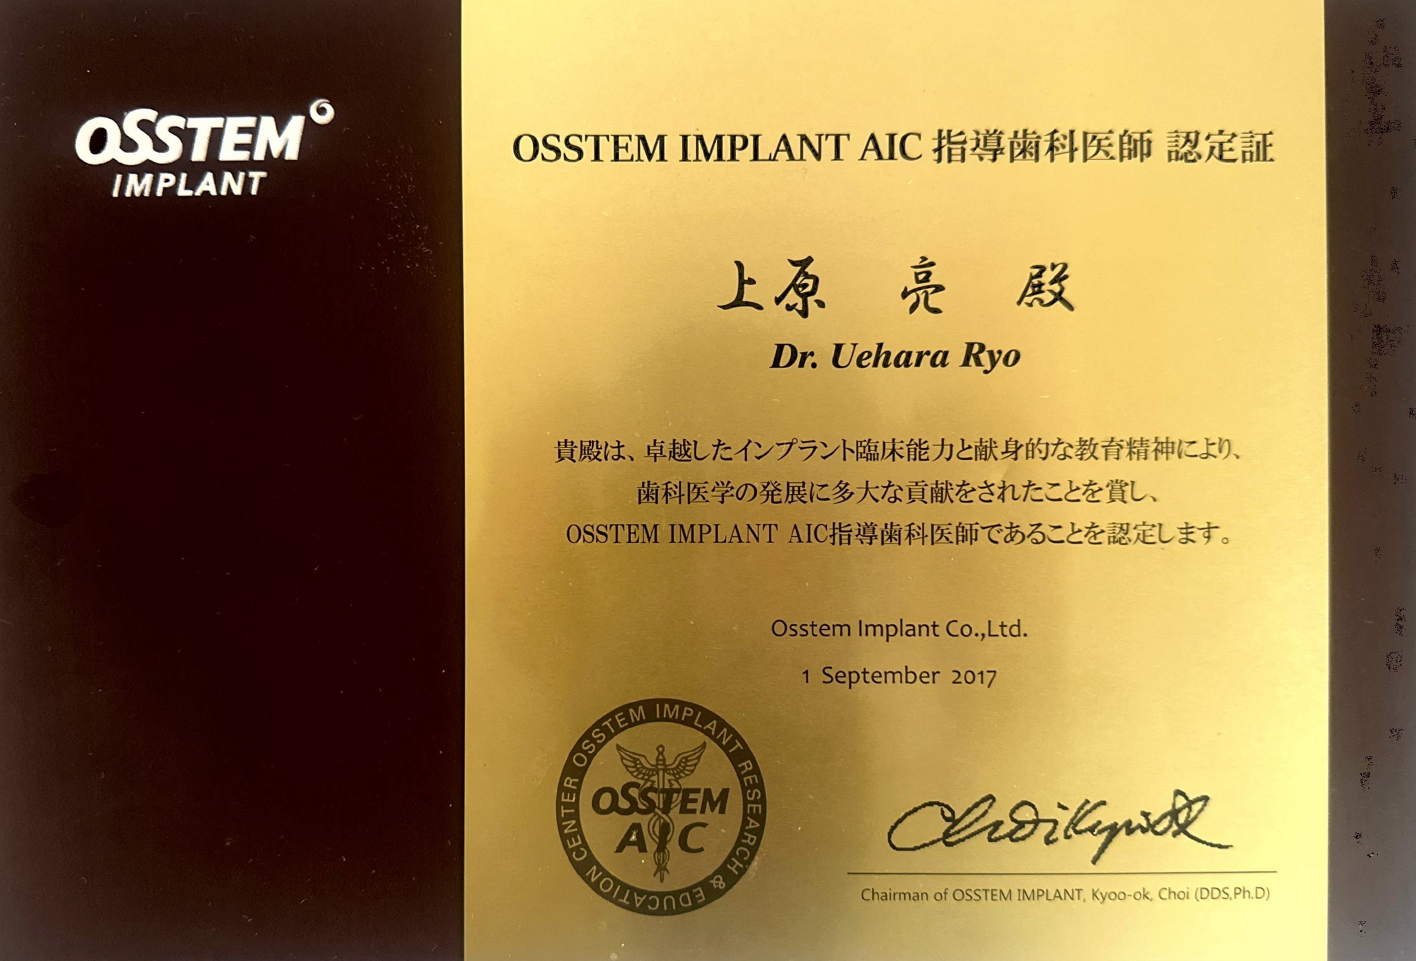 OSSTEM
IMPLANT
OSSTEM IMPLANT AIC 指導歯科医師 認定証
上原 亮 殿
Dr. Uehara Ryo
貴殿は、卓越したインプラント臨床能力と献身的な教育精神により、
歯科医学の発展に多大な貢献をされたことを賞し、
OSSTEM IMPLANT AIC指導歯科医師であることを認定します。
Osstem Implant Co.,Ltd.
1 September 2017
OSSTEM IMPLANT RESEARCH & EDUCATION CENTER
OSSTEM
AIC
Chairman of OSSTEM IMPLANT, Kyoo-ok, Choi (DDS,Ph.D)